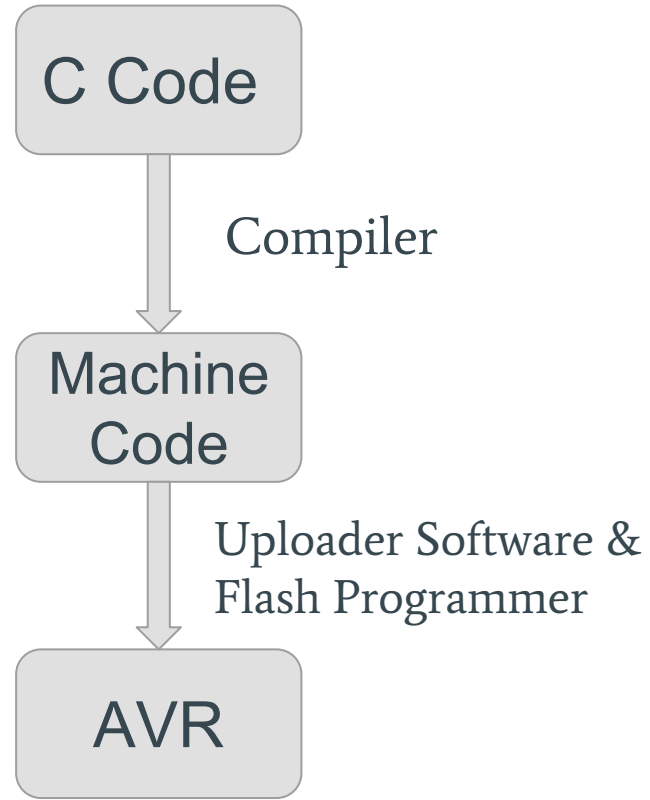 C Code
Compiler
Machine
Code
Uploader Software &
Flash Programmer
AVR